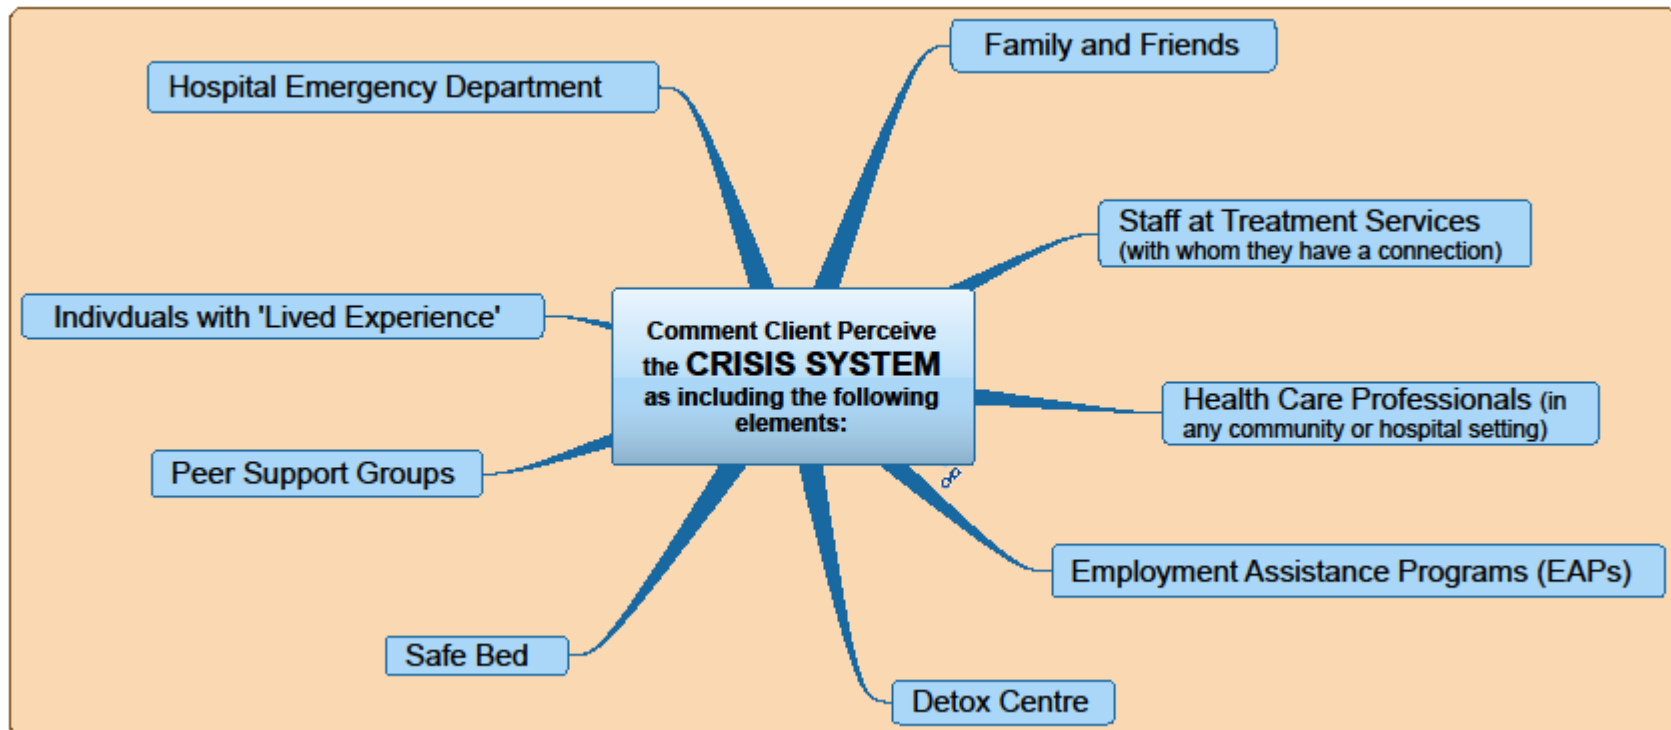 Family and Friends
Hospital Emergency Department
Staff at Treatment Services
(with whom they have a connection)
Indivduals with 'Lived Experience'
Comment Client Perceive
the CRISIS SYSTEM
as including the following
elements:
Health Care Professionals (in
any community or hospital setting)
Peer Support Groups
Employment Assistance Programs (EAPs)
Safe Bed
Detox Centre